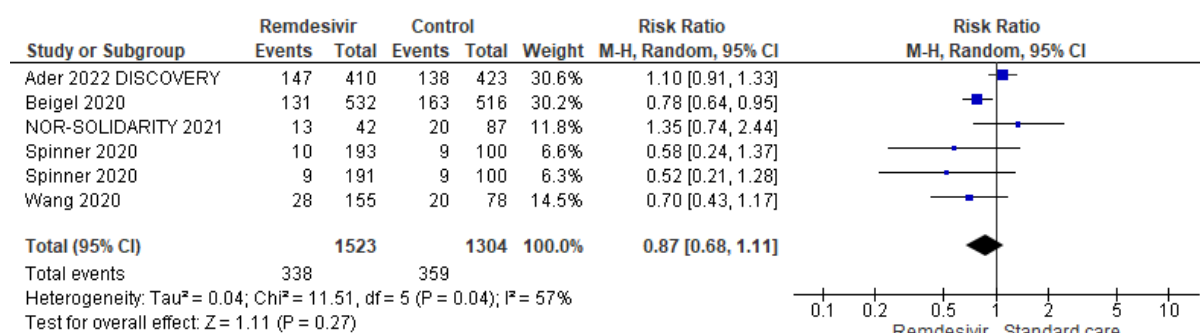 Remdesivir Control Risk Ratio Risk Ratio
Study or Subgroup Events Total Events Total Weight M-H, Random, 95% CI M-H, Random, 95% CI
Ader 2022 DISCOVERY 147 410 138 423 30.6% 1.10 [0.91, 1.33]
Beigel 2020 131 532 163 516 30.2% 0.78 [0.64, 0.95]
NOR-SOLIDARITY 2021 13 42 20 87 11.8% 1.35 [0.74, 2.44]
Spinner 2020 10 193 9 100 6.6% 0.58 [0.24, 1.37]
Spinner 2020 9 191 9 100 6.3% 0.52 [0.21, 1.28]
Wang 2020 28 155 20 78 14.5% 0.70 [0.43, 1.17]
Total (95% CI) 1523 1304 100.0% 0.87 [0.68, 1.11]
Total events 338 359
Heterogeneity: Tau² = 0.04; Chi² = 11.51, df = 5 (P = 0.04); I² = 57%
Test for overall effect: Z = 1.11 (P = 0.27)
0.1 0.2 0.5 1 2 5 10
Remdesivir Standard care